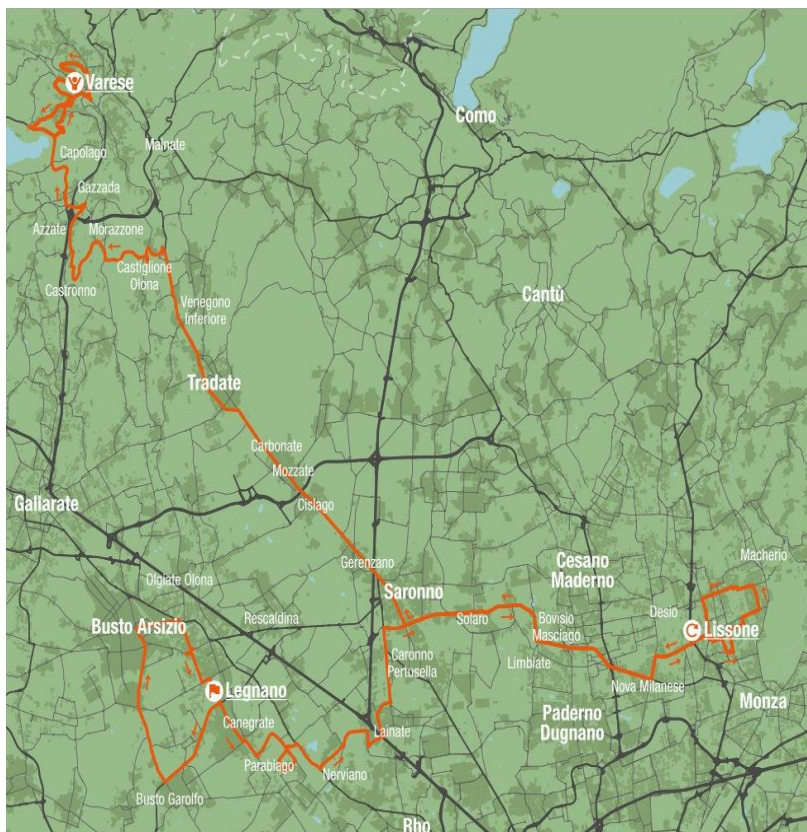 Varese
Como
Malnate
Capolago
Gazzada
Azzate
Morazzone
Castiglione
Olona
Castronno
Cantù
Venegono
Inferiore
Tradate
Carbonate
Mozzate
Gallarate
Cislago
Gerenzano
Cesano
Maderno
Macherio
Olgiate Olona
Saronno
Rescaldina
Solaro
Bovisio
Masciago
Desio
C
Lissone
Busto Arsizio
Caronno
Pertusella
Limbiate
Legnano
Nova Milanese
Monza
Canegrate
Paderno
Dugnano
Lainate
Parabiago
Nerviano
Busto Garolfo
Rho